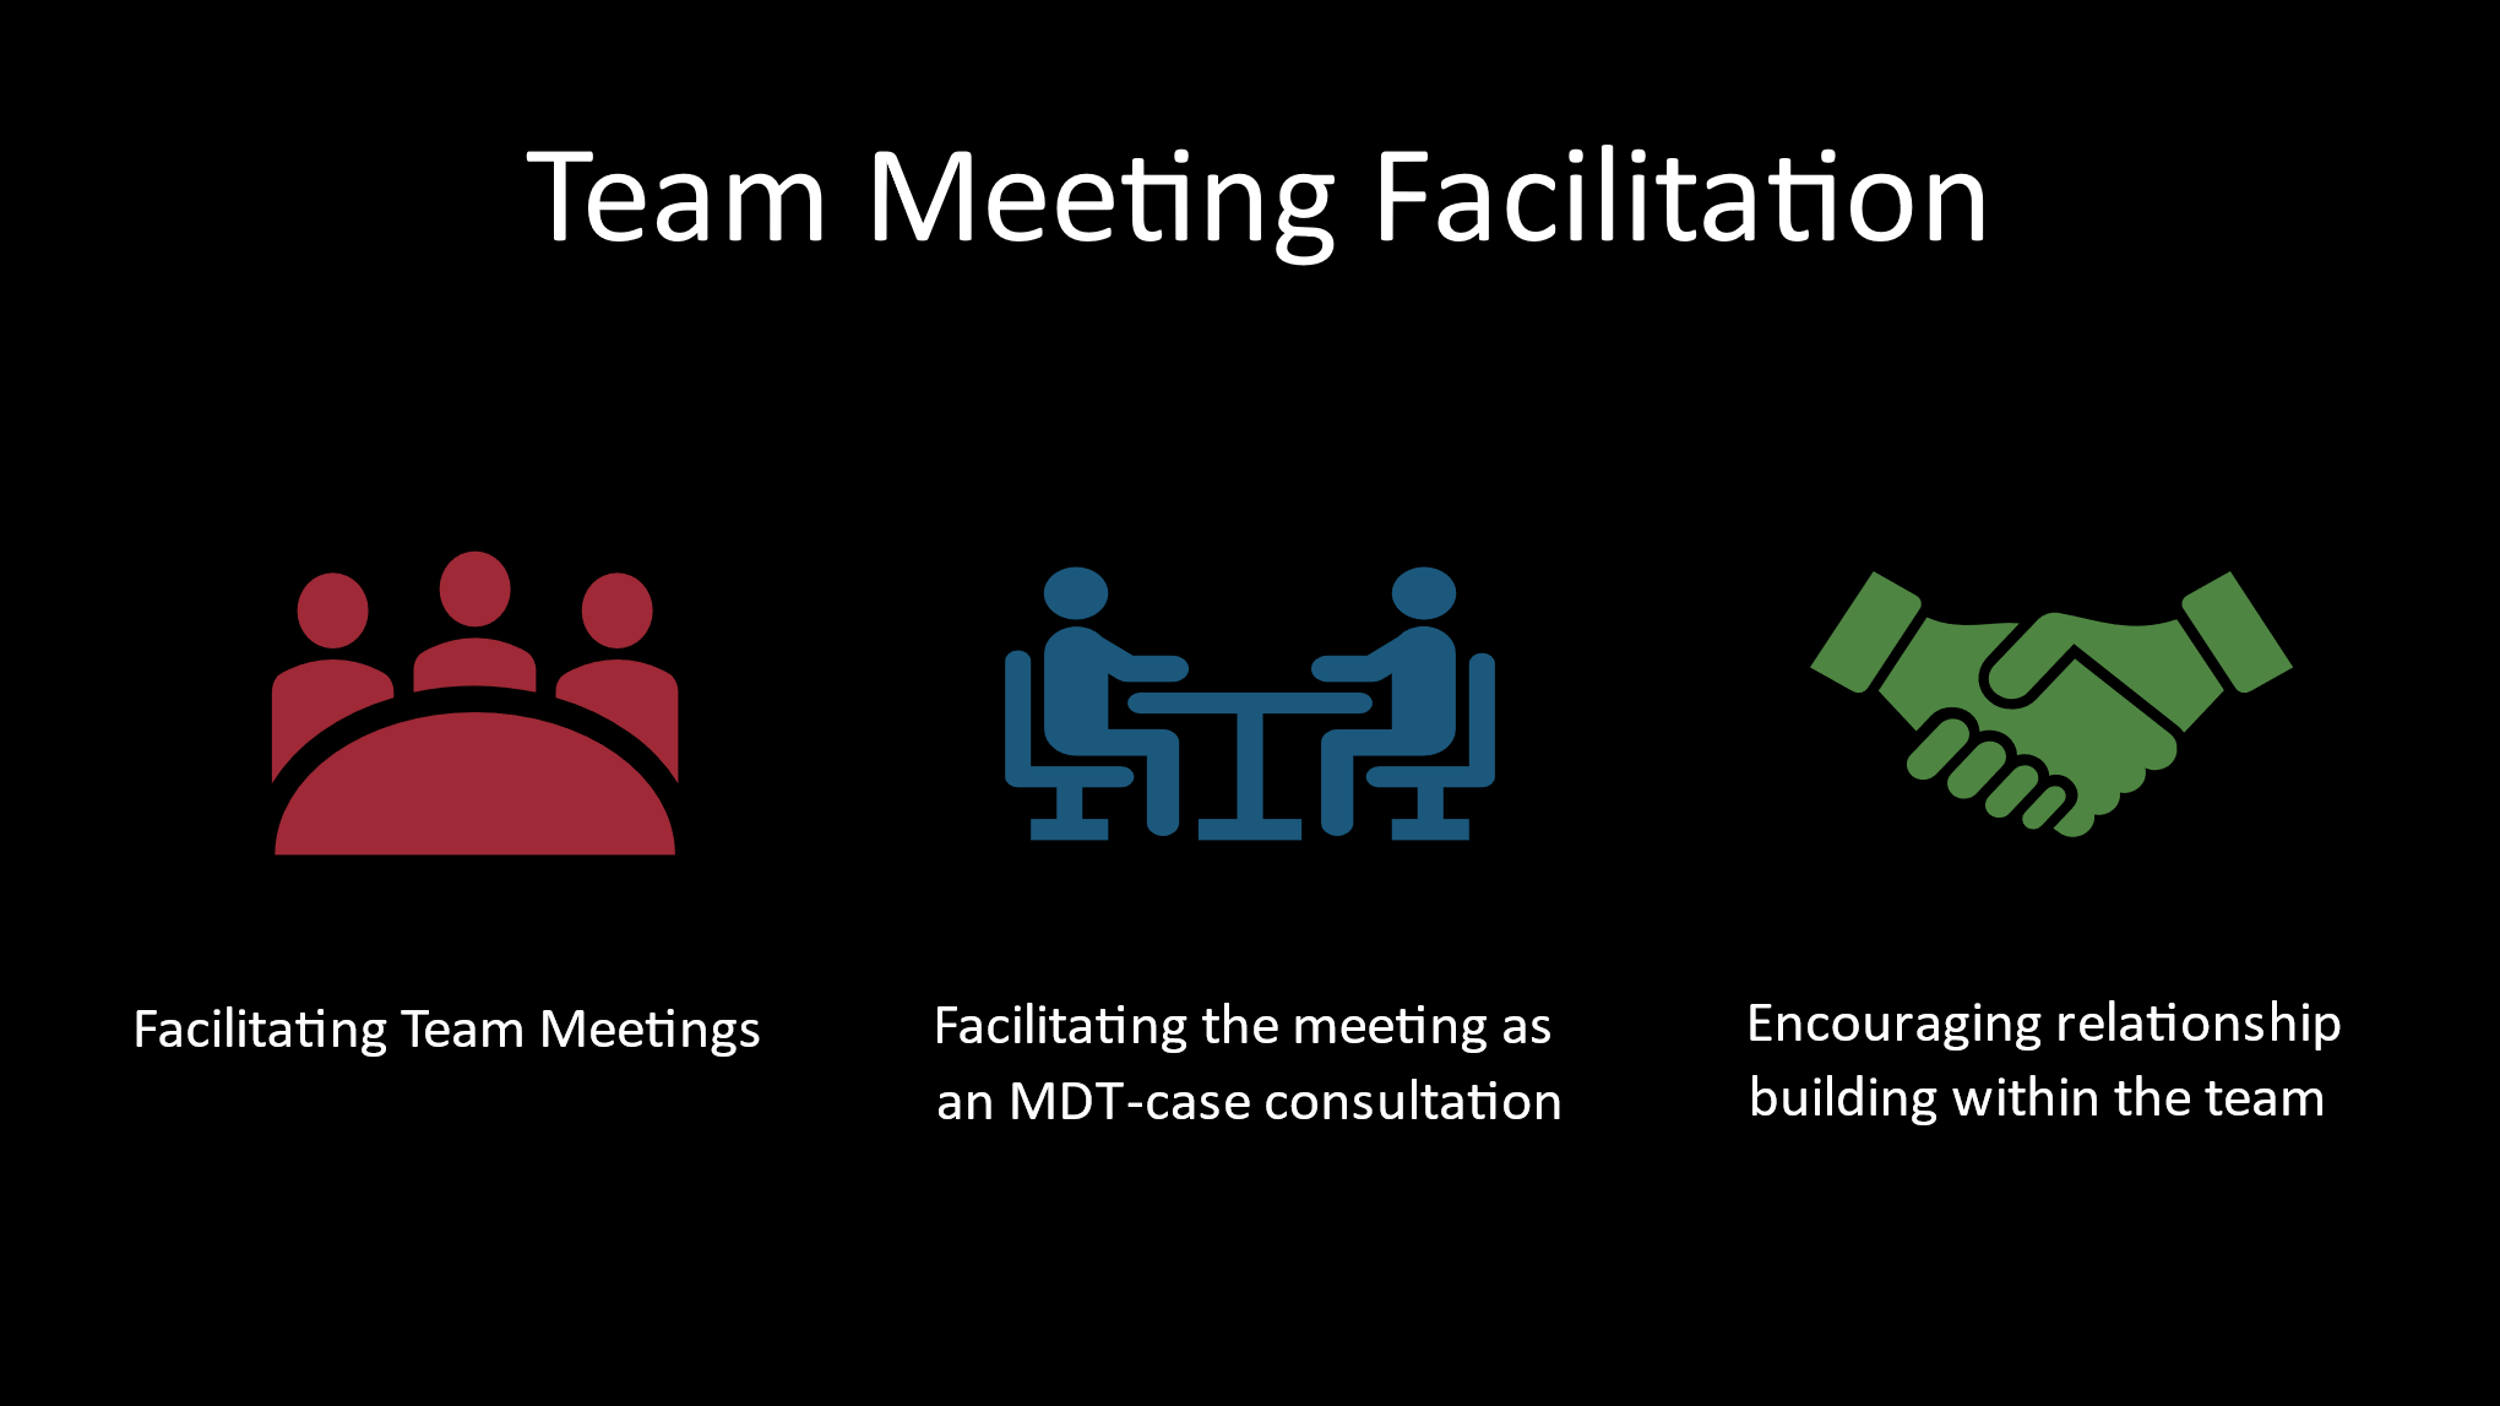 Team Meeting Facilitation
Facilitating Team Meetings
Facilitating the meeting as
an MDT-case consultation
Encouraging relationship
building within the team